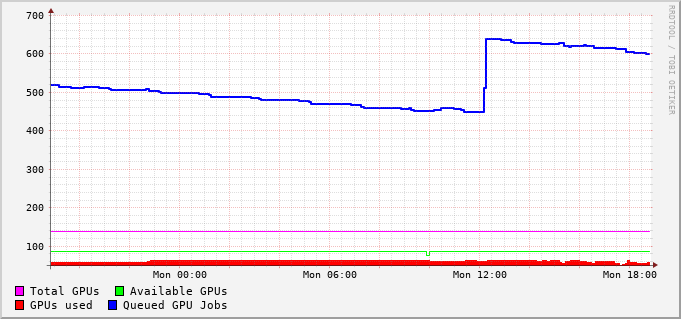 700
600
500
400
300
200
100
Mon 00:00 Mon 06:00 Mon 12:00 Mon 18:00
Total GPUs Available GPUs
GPUs used Queued GPU Jobs
RRDTOOL / TOBI OETIKER